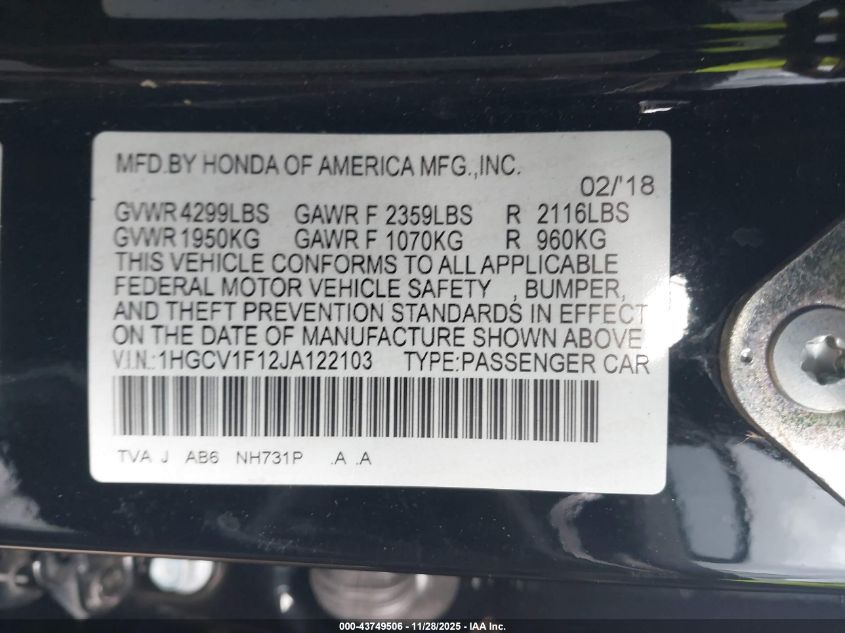 MFD.BY HONDA OF AMERICA MFG.,INC.
02/'18
GVWR 4299LBS GAWR F 2359LBS R 2116LBS
GVWR 1950KG GAWR F 1070KG R 960KG
THIS VEHICLE CONFORMS TO ALL APPLICABLE
FEDERAL MOTOR VEHICLE SAFETY , BUMPER,
AND THEFT PREVENTION STANDARDS IN EFFECT
ON THE DATE OF MANUFACTURE SHOWN ABOVE
V.I.N.:1HGCV1F12JA122103 TYPE:PASSENGER CAR
TVA J AB6 NH731P .A .A
000-43749506 - 11/28/2025 - IAA Inc.